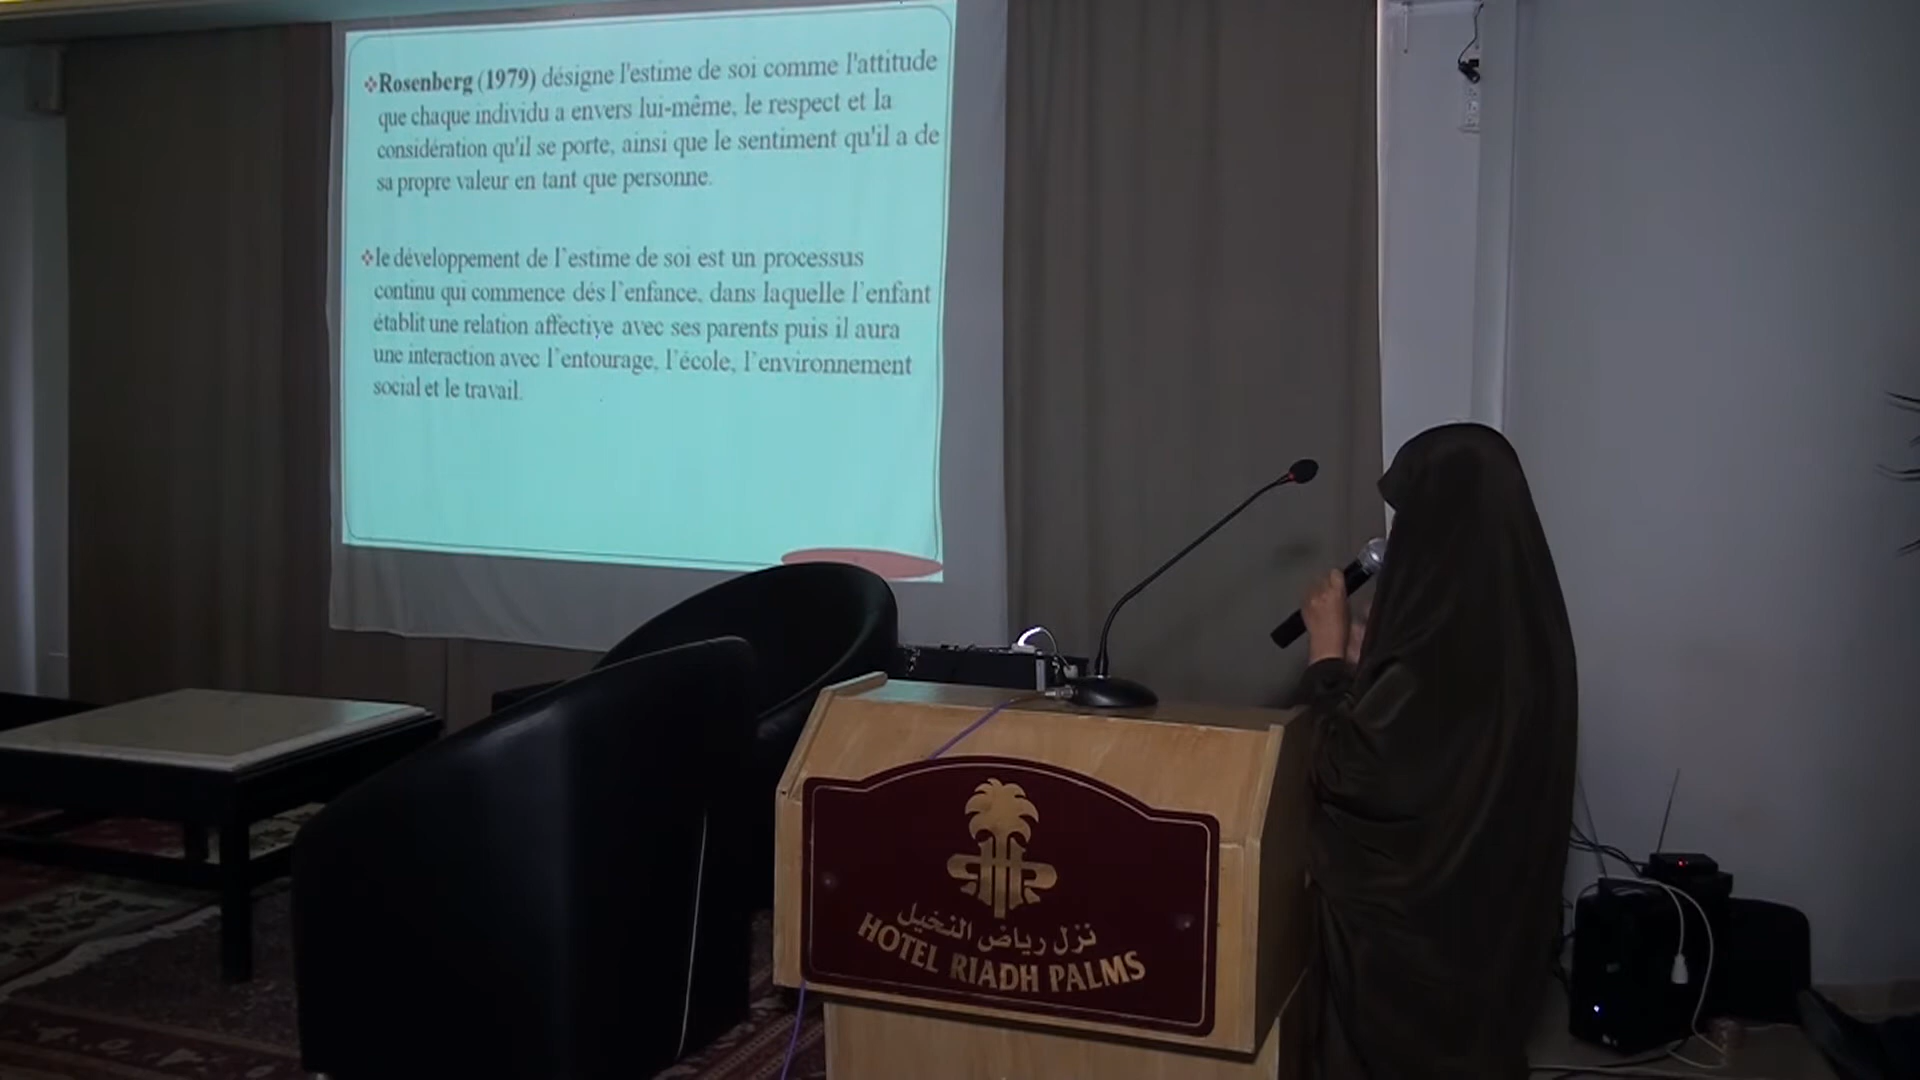 ❖Rosenberg (1979) désigne l'estime de soi comme l'attitude
que chaque individu a envers lui-même, le respect et la
considération qu'il se porte, ainsi que le sentiment qu'il a de
sa propre valeur en tant que personne.
❖le développement de l'estime de soi est un processus
continu qui commence dés l'enfance, dans laquelle l'enfant
établit une relation affective avec ses parents puis il aura
une interaction avec l'entourage, l'école, l'environnement
social et le travail.
نزل رياض النخيل
HOTEL RIADH PALMS